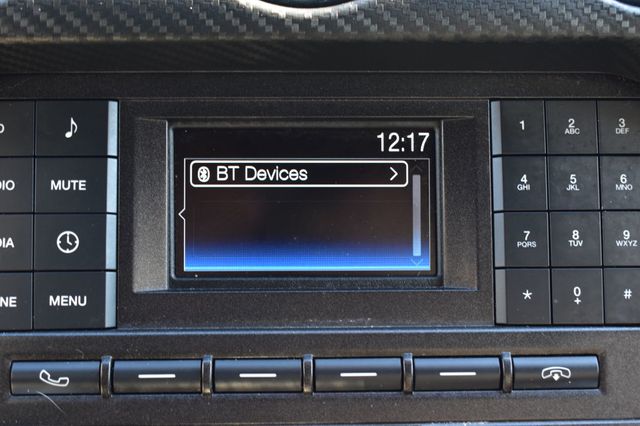 12:17
BT Devices
MUTE
MENU
1
2 ABC
3 DEF
4 GHI
5 JKL
6 MNO
7 PQRS
8 TUV
9 WXYZ
*
0 +
#